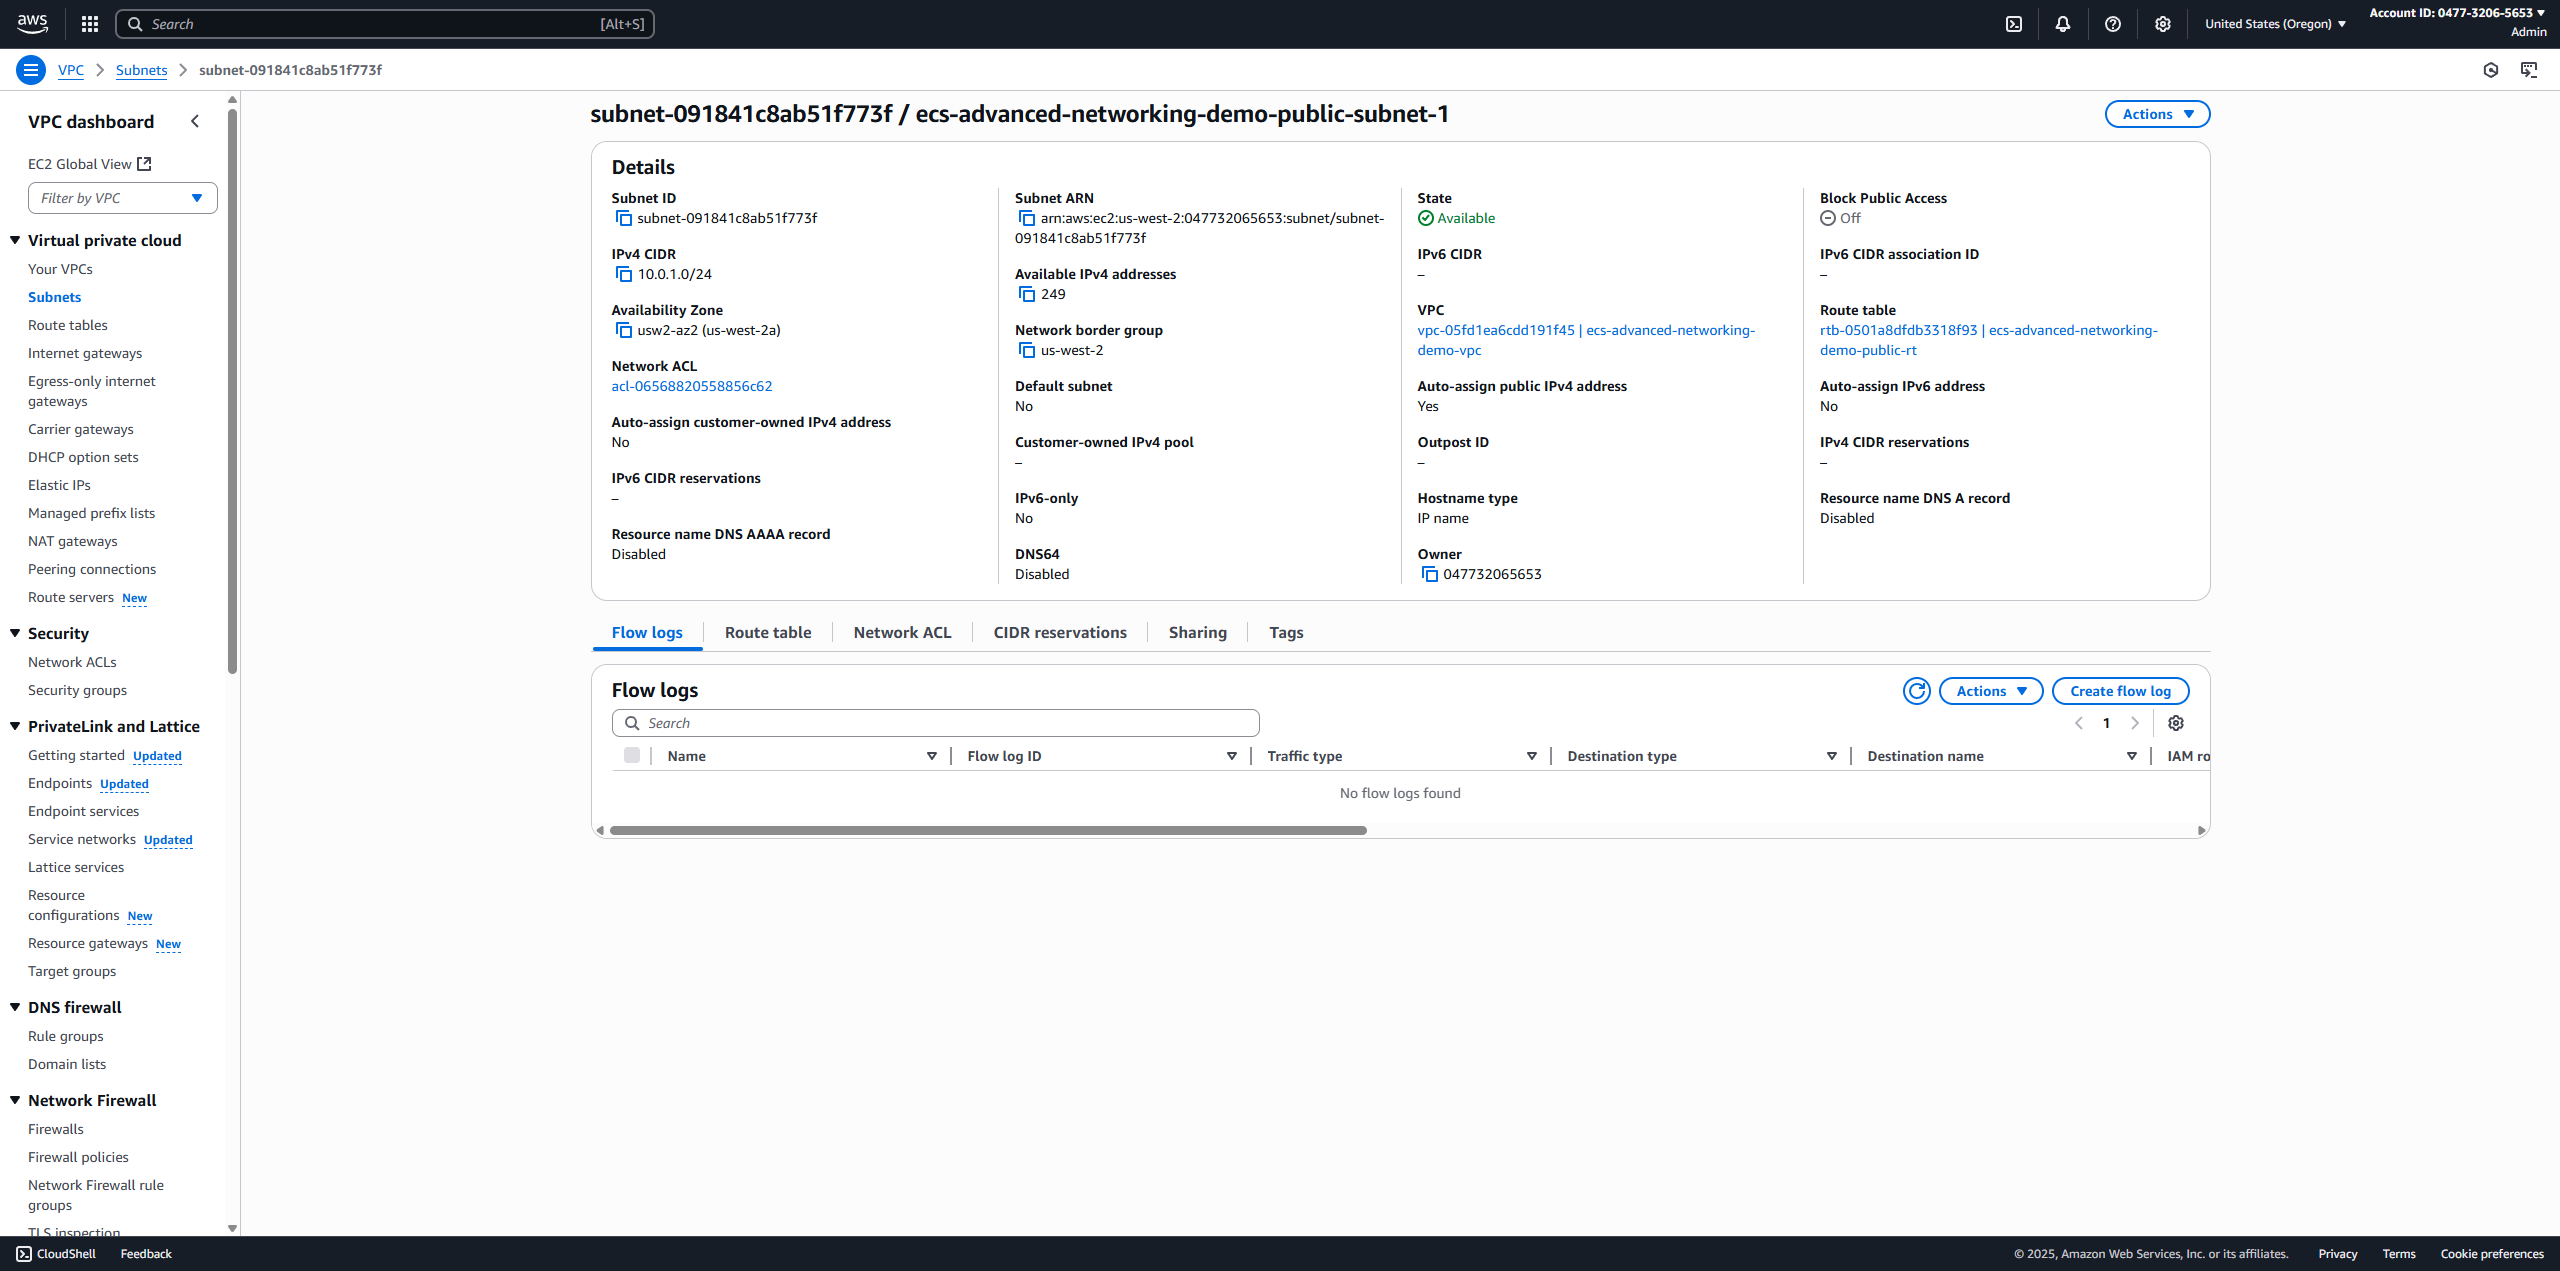 aws
Search
[Alt+S]
United States (Oregon)
Account ID: 0477-3206-5653
Admin
VPC
Subnets
subnet-091841c8ab51f773f
VPC dashboard
EC2 Global View
Filter by VPC
Virtual private cloud
Your VPCs
Subnets
Route tables
Internet gateways
Egress-only internet
gateways
Carrier gateways
DHCP option sets
Elastic IPs
Managed prefix lists
NAT gateways
Peering connections
Route servers New
Security
Network ACLs
Security groups
PrivateLink and Lattice
Getting started Updated
Endpoints Updated
Endpoint services
Service networks Updated
Lattice services
Resource
configurations New
Resource gateways New
Target groups
DNS firewall
Rule groups
Domain lists
Network Firewall
Firewalls
Firewall policies
Network Firewall rule
groups
TLS inspection
subnet-091841c8ab51f773f / ecs-advanced-networking-demo-public-subnet-1
Actions
Details
Subnet ID
subnet-091841c8ab51f773f
IPv4 CIDR
10.0.1.0/24
Availability Zone
usw2-az2 (us-west-2a)
Network ACL
acl-06568820558856c62
Auto-assign customer-owned IPv4 address
No
IPv6 CIDR reservations
–
Resource name DNS AAAA record
Disabled
Subnet ARN
arn:aws:ec2:us-west-2:047732065653:subnet/subnet-
091841c8ab51f773f
Available IPv4 addresses
249
Network border group
us-west-2
Default subnet
No
Customer-owned IPv4 pool
–
IPv6-only
No
DNS64
Disabled
State
Available
IPv6 CIDR
–
VPC
vpc-05fd1ea6cdd191f45 | ecs-advanced-networking-
demo-vpc
Auto-assign public IPv4 address
Yes
Outpost ID
–
Hostname type
IP name
Owner
047732065653
Block Public Access
Off
IPv6 CIDR association ID
–
Route table
rtb-0501a8dfdb3318f93 | ecs-advanced-networking-
demo-public-rt
Auto-assign IPv6 address
No
IPv4 CIDR reservations
–
Resource name DNS A record
Disabled
Flow logs
Route table
Network ACL
CIDR reservations
Sharing
Tags
Flow logs
Actions
Create flow log
Search
1
Name
Flow log ID
Traffic type
Destination type
Destination name
IAM ro
No flow logs found
CloudShell
Feedback
© 2025, Amazon Web Services, Inc. or its affiliates.
Privacy
Terms
Cookie preferences